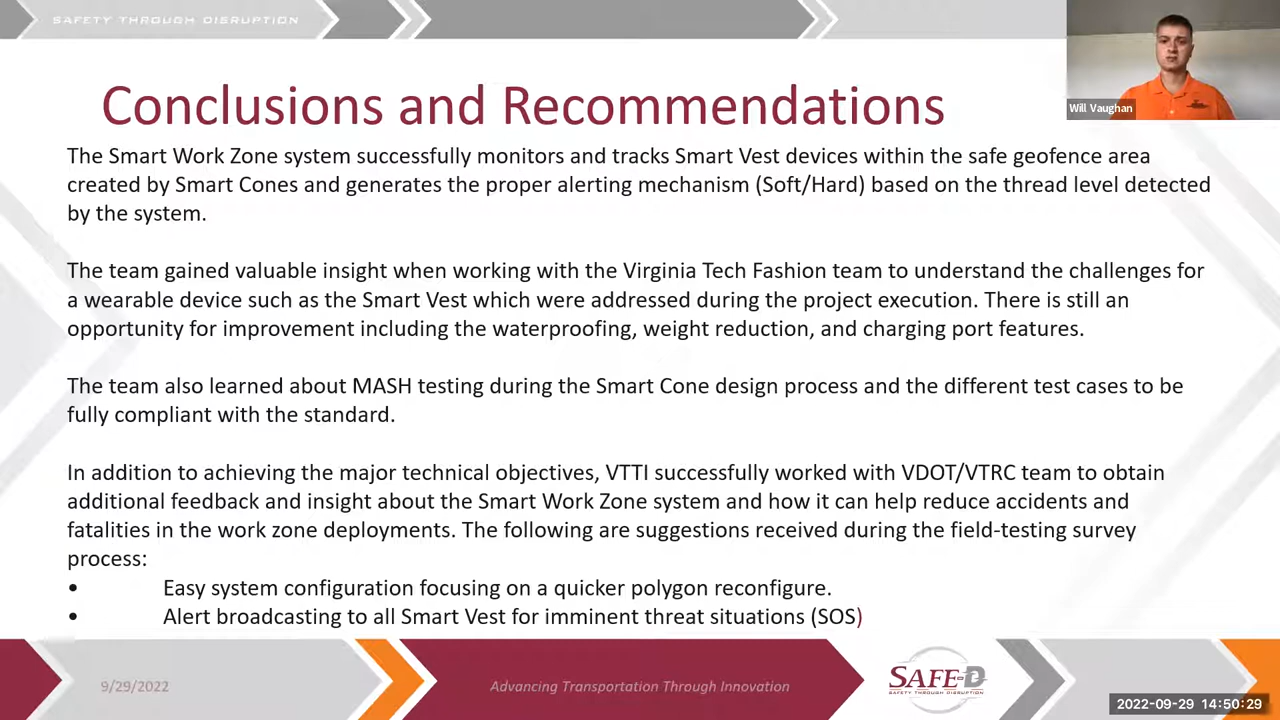 SAFETY THROUGH DISRUPTION
Will Vaughan
Conclusions and Recommendations
The Smart Work Zone system successfully monitors and tracks Smart Vest devices within the safe geofence area
created by Smart Cones and generates the proper alerting mechanism (Soft/Hard) based on the thread level detected
by the system.
The team gained valuable insight when working with the Virginia Tech Fashion team to understand the challenges for
a wearable device such as the Smart Vest which were addressed during the project execution. There is still an
opportunity for improvement including the waterproofing, weight reduction, and charging port features.
The team also learned about MASH testing during the Smart Cone design process and the different test cases to be
fully compliant with the standard.
In addition to achieving the major technical objectives, VTTI successfully worked with VDOT/VTRC team to obtain
additional feedback and insight about the Smart Work Zone system and how it can help reduce accidents and
fatalities in the work zone deployments. The following are suggestions received during the field-testing survey
process:
• Easy system configuration focusing on a quicker polygon reconfigure.
• Alert broadcasting to all Smart Vest for imminent threat situations (SOS)
9/29/2022
Advancing Transportation Through Innovation
SAFE-D
SAFETY THROUGH DISRUPTION
2022-09-29 14:50:29